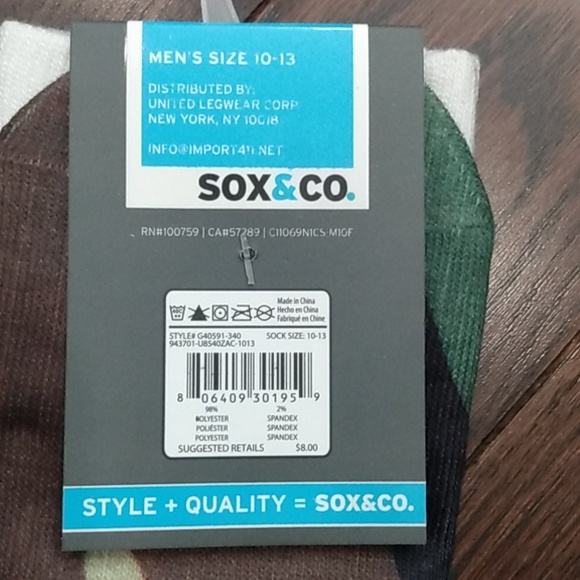 MEN'S SIZE 10-13
DISTRIBUTED BY:
UNITED LEGWEAR CORP
NEW YORK, NY 10018
INFO@IMPORT411.NET
SOX&CO.
RN#100759 | CA#57289 | C11069N1CS-M10F
Made in China
Hecho en China
Fabriqué en Chine
STYLE# G40591-340 SOCK SIZE: 10-13
943701-U8540ZAC-1013
8 06409 30195 9
98% 2%
POLYESTER SPANDEX
POLIÉSTER SPANDEX
POLYESTER SPANDEX
SUGGESTED RETAILS $8.00
STYLE + QUALITY = SOX&CO.